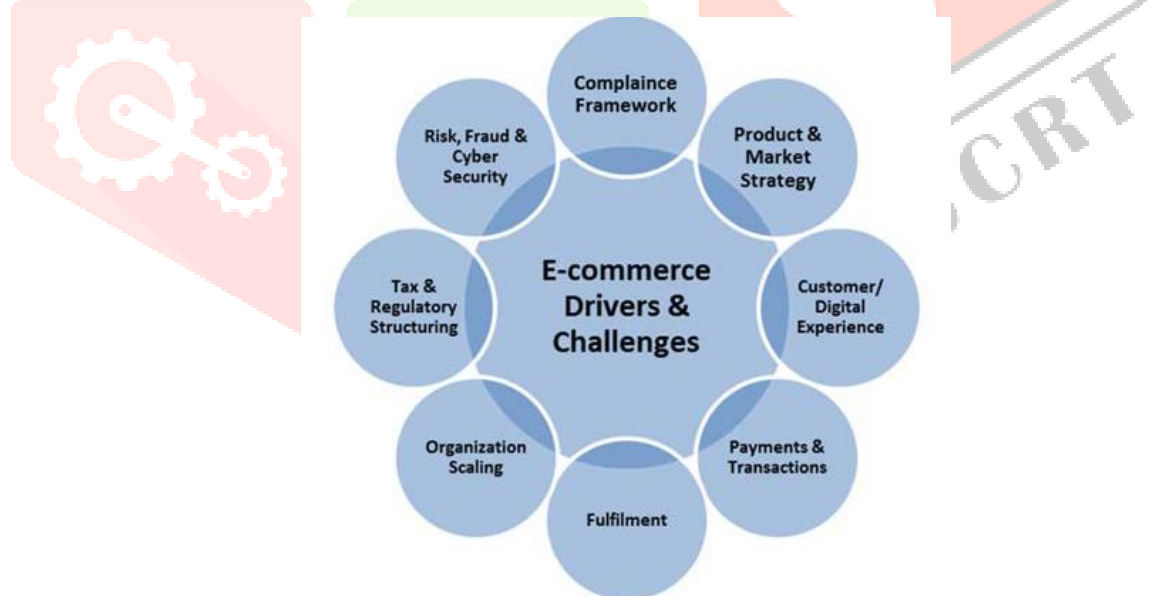 Complaince
Framework
Product &
Market
Strategy
Customer/
Digital
Experience
Payments &
Transactions
Fulfilment
Organization
Scaling
Tax &
Regulatory
Structuring
Risk, Fraud &
Cyber
Security
E-commerce
Drivers &
Challenges
CRT